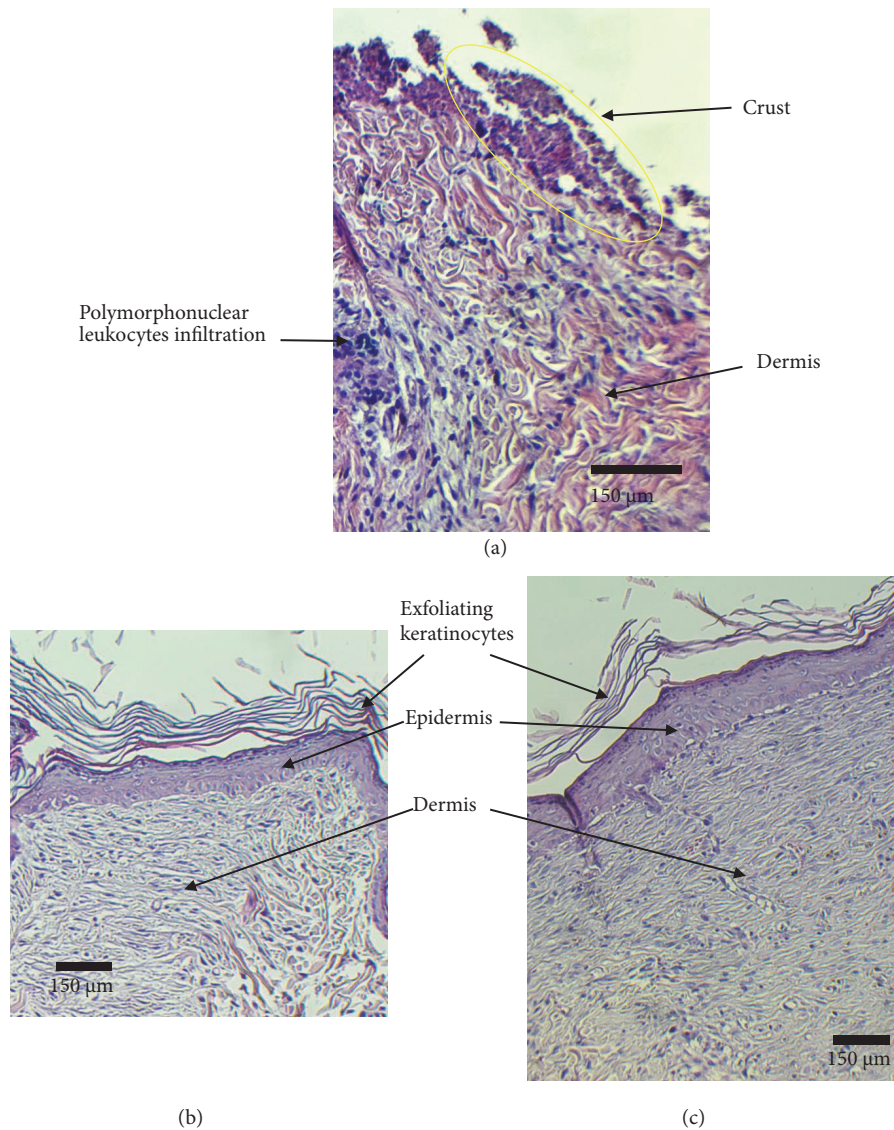 Crust
Polymorphonuclear
leukocytes infiltration
Dermis
150 µm
(a)
Exfoliating
keratinocytes
Epidermis
Dermis
150 µm
150 µm
(b)
(c)